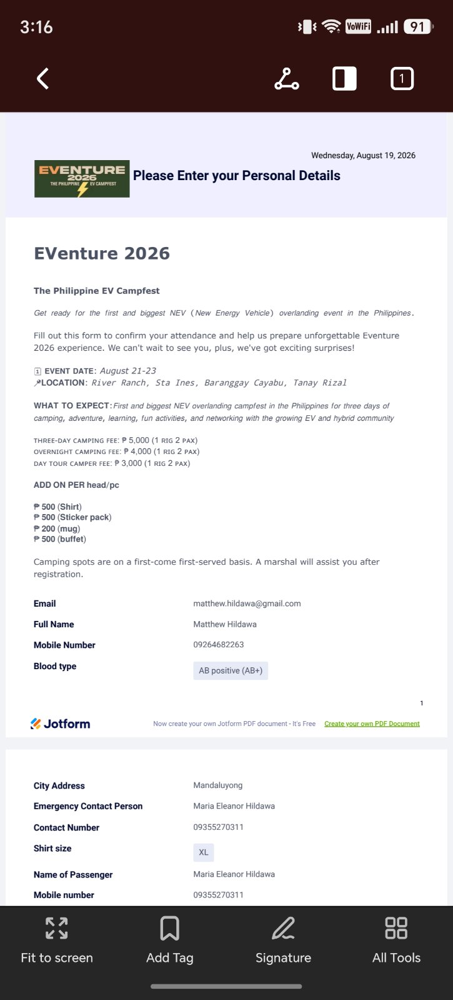 3:16
VoWiFi
91
1
Wednesday, August 19, 2026
EVENTURE
2026
THE PHILIPPINE EV CAMPFEST
Please Enter your Personal Details
EVenture 2026
The Philippine EV Campfest
Get ready for the first and biggest NEV (New Energy Vehicle) overlanding event in the Philippines.
Fill out this form to confirm your attendance and help us prepare unforgettable Eventure
2026 experience. We can't wait to see you, plus, we've got exciting surprises!
EVENT DATE: August 21-23
LOCATION: River Ranch, Sta Ines, Baranggay Cayabu, Tanay Rizal
WHAT TO EXPECT: First and biggest NEV overlanding campfest in the Philippines for three days of
camping, adventure, learning, fun activities, and networking with the growing EV and hybrid community
THREE-DAY CAMPING FEE: ₱ 5,000 (1 RIG 2 PAX)
OVERNIGHT CAMPING FEE: ₱ 4,000 (1 RIG 2 PAX)
DAY TOUR CAMPER FEE: ₱ 3,000 (1 RIG 2 PAX)
ADD ON PER head/pc
₱ 500 (Shirt)
₱ 500 (Sticker pack)
₱ 200 (mug)
₱ 500 (buffet)
Camping spots are on a first-come first-served basis. A marshal will assist you after
registration.
Email matthew.hildawa@gmail.com
Full Name Matthew Hildawa
Mobile Number 09264682263
Blood type AB positive (AB+)
1
Jotform Now create your own Jotform PDF document - It's Free Create your own PDF Document
City Address Mandaluyong
Emergency Contact Person Maria Eleanor Hildawa
Contact Number 09355270311
Shirt size XL
Name of Passenger Maria Eleanor Hildawa
Mobile number 09355270311
Fit to screen Add Tag Signature All Tools